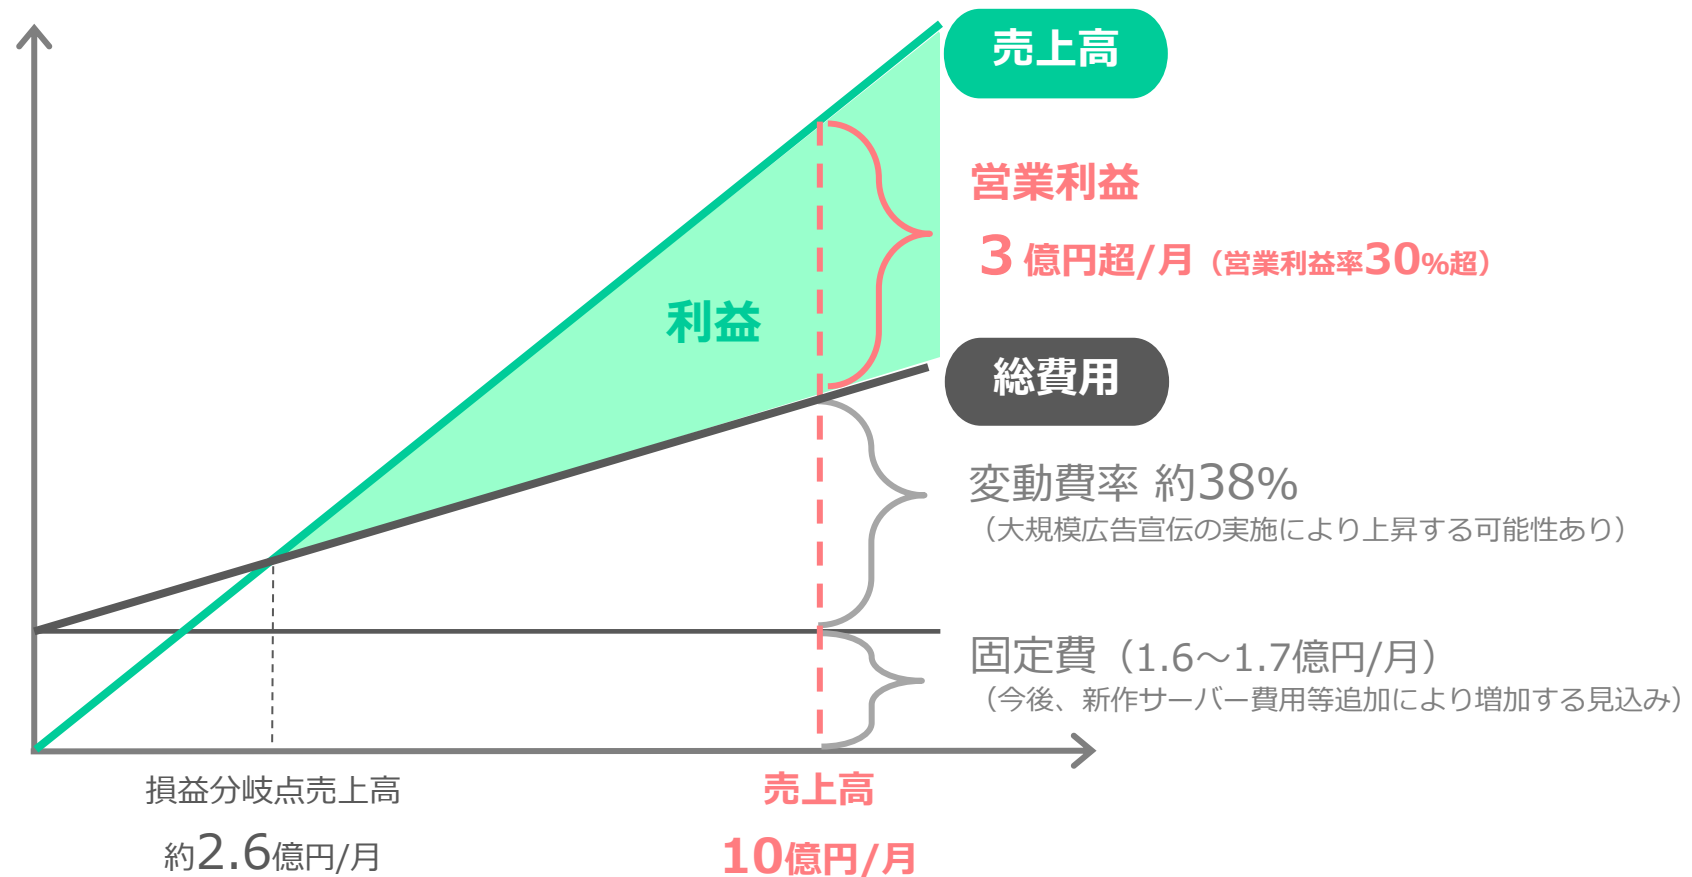 売上高
営業利益
3億円超/月（営業利益率30%超）
利益
総費用
変動費率 約38%
（大規模広告宣伝の実施により上昇する可能性あり）
固定費（1.6～1.7億円/月）
（今後、新作サーバー費用等追加により増加する見込み）
損益分岐点売上高
約2.6億円/月
売上高
10億円/月